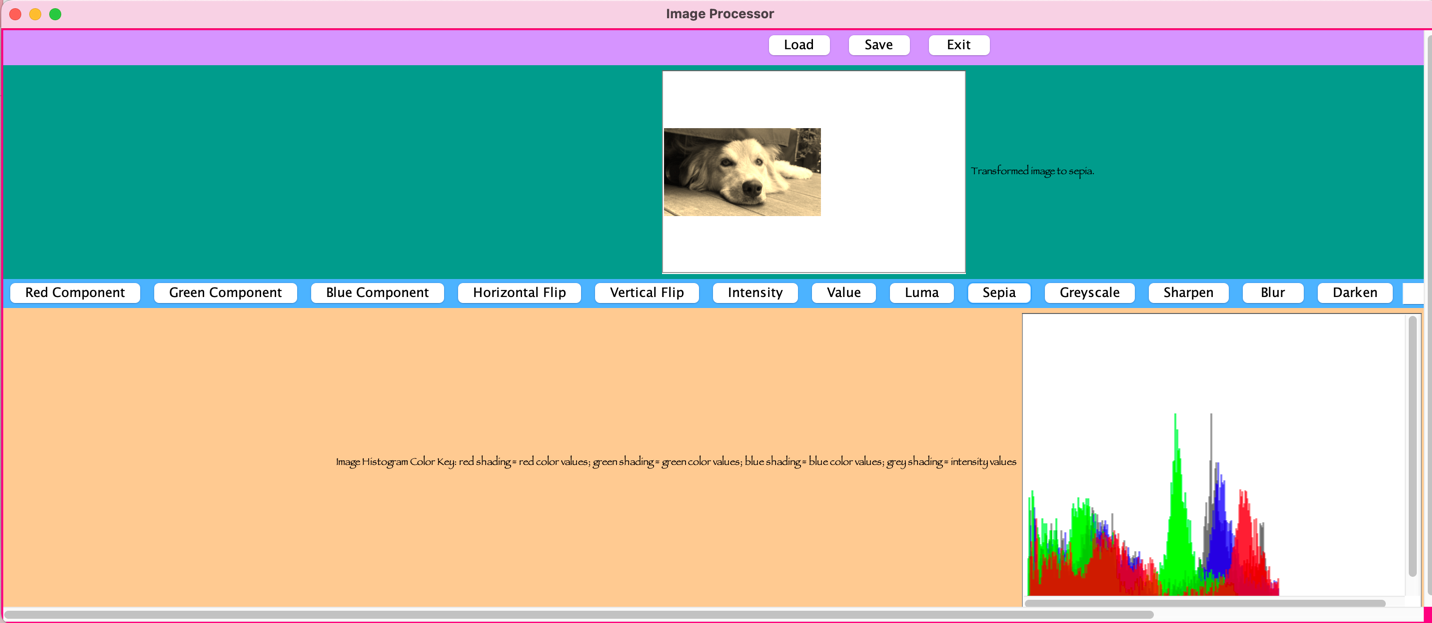 Image Processor
Load Save Exit
Transformed image to sepia.
Red Component Green Component Blue Component Horizontal Flip Vertical Flip Intensity Value Luma Sepia Greyscale Sharpen Blur Darken
Image Histogram Color Key: red shading = red color values; green shading = green color values; blue shading = blue color values; grey shading = intensity values